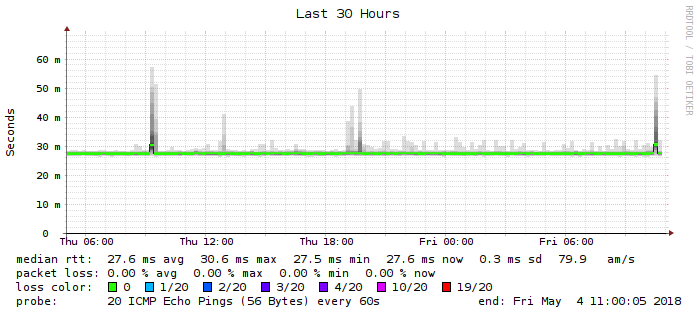 Last 30 Hours
RRDTOOL / TOBI OETIKER
Seconds
60 m
50 m
40 m
30 m
20 m
10 m
0
Thu 06:00 Thu 12:00 Thu 18:00 Fri 00:00 Fri 06:00
median rtt: 27.6 ms avg 30.6 ms max 27.5 ms min 27.6 ms now 0.3 ms sd 79.9 am/s
packet loss: 0.00 % avg 0.00 % max 0.00 % min 0.00 % now
loss color: 0 1/20 2/20 3/20 4/20 10/20 19/20
probe: 20 ICMP Echo Pings (56 Bytes) every 60s end: Fri May 4 11:00:05 2018